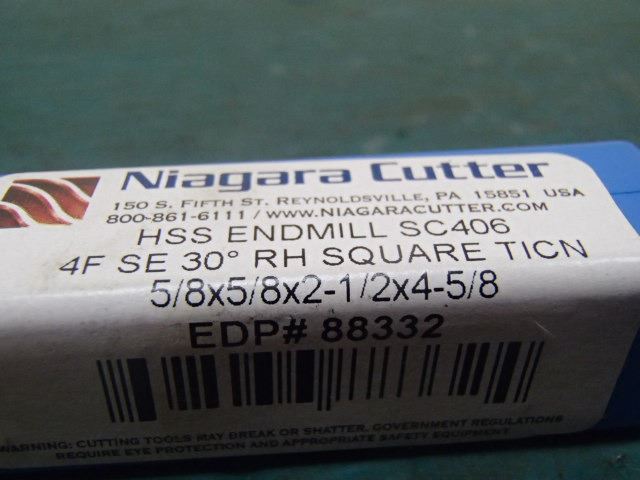 Niagara Cutter
150 S. FIFTH ST. REYNOLDSVILLE, PA 15851 USA
800-861-6111 / WWW.NIAGARACUTTER.COM
HSS ENDMILL SC406
4F SE 30° RH SQUARE TICN
5/8x5/8x2-1/2x4-5/8
EDP# 88332
WARNING: CUTTING TOOLS MAY BREAK OR SHATTER. GOVERNMENT REGULATIONS
REQUIRE EYE PROTECTION AND APPROPRIATE SAFETY EQUIPMENT